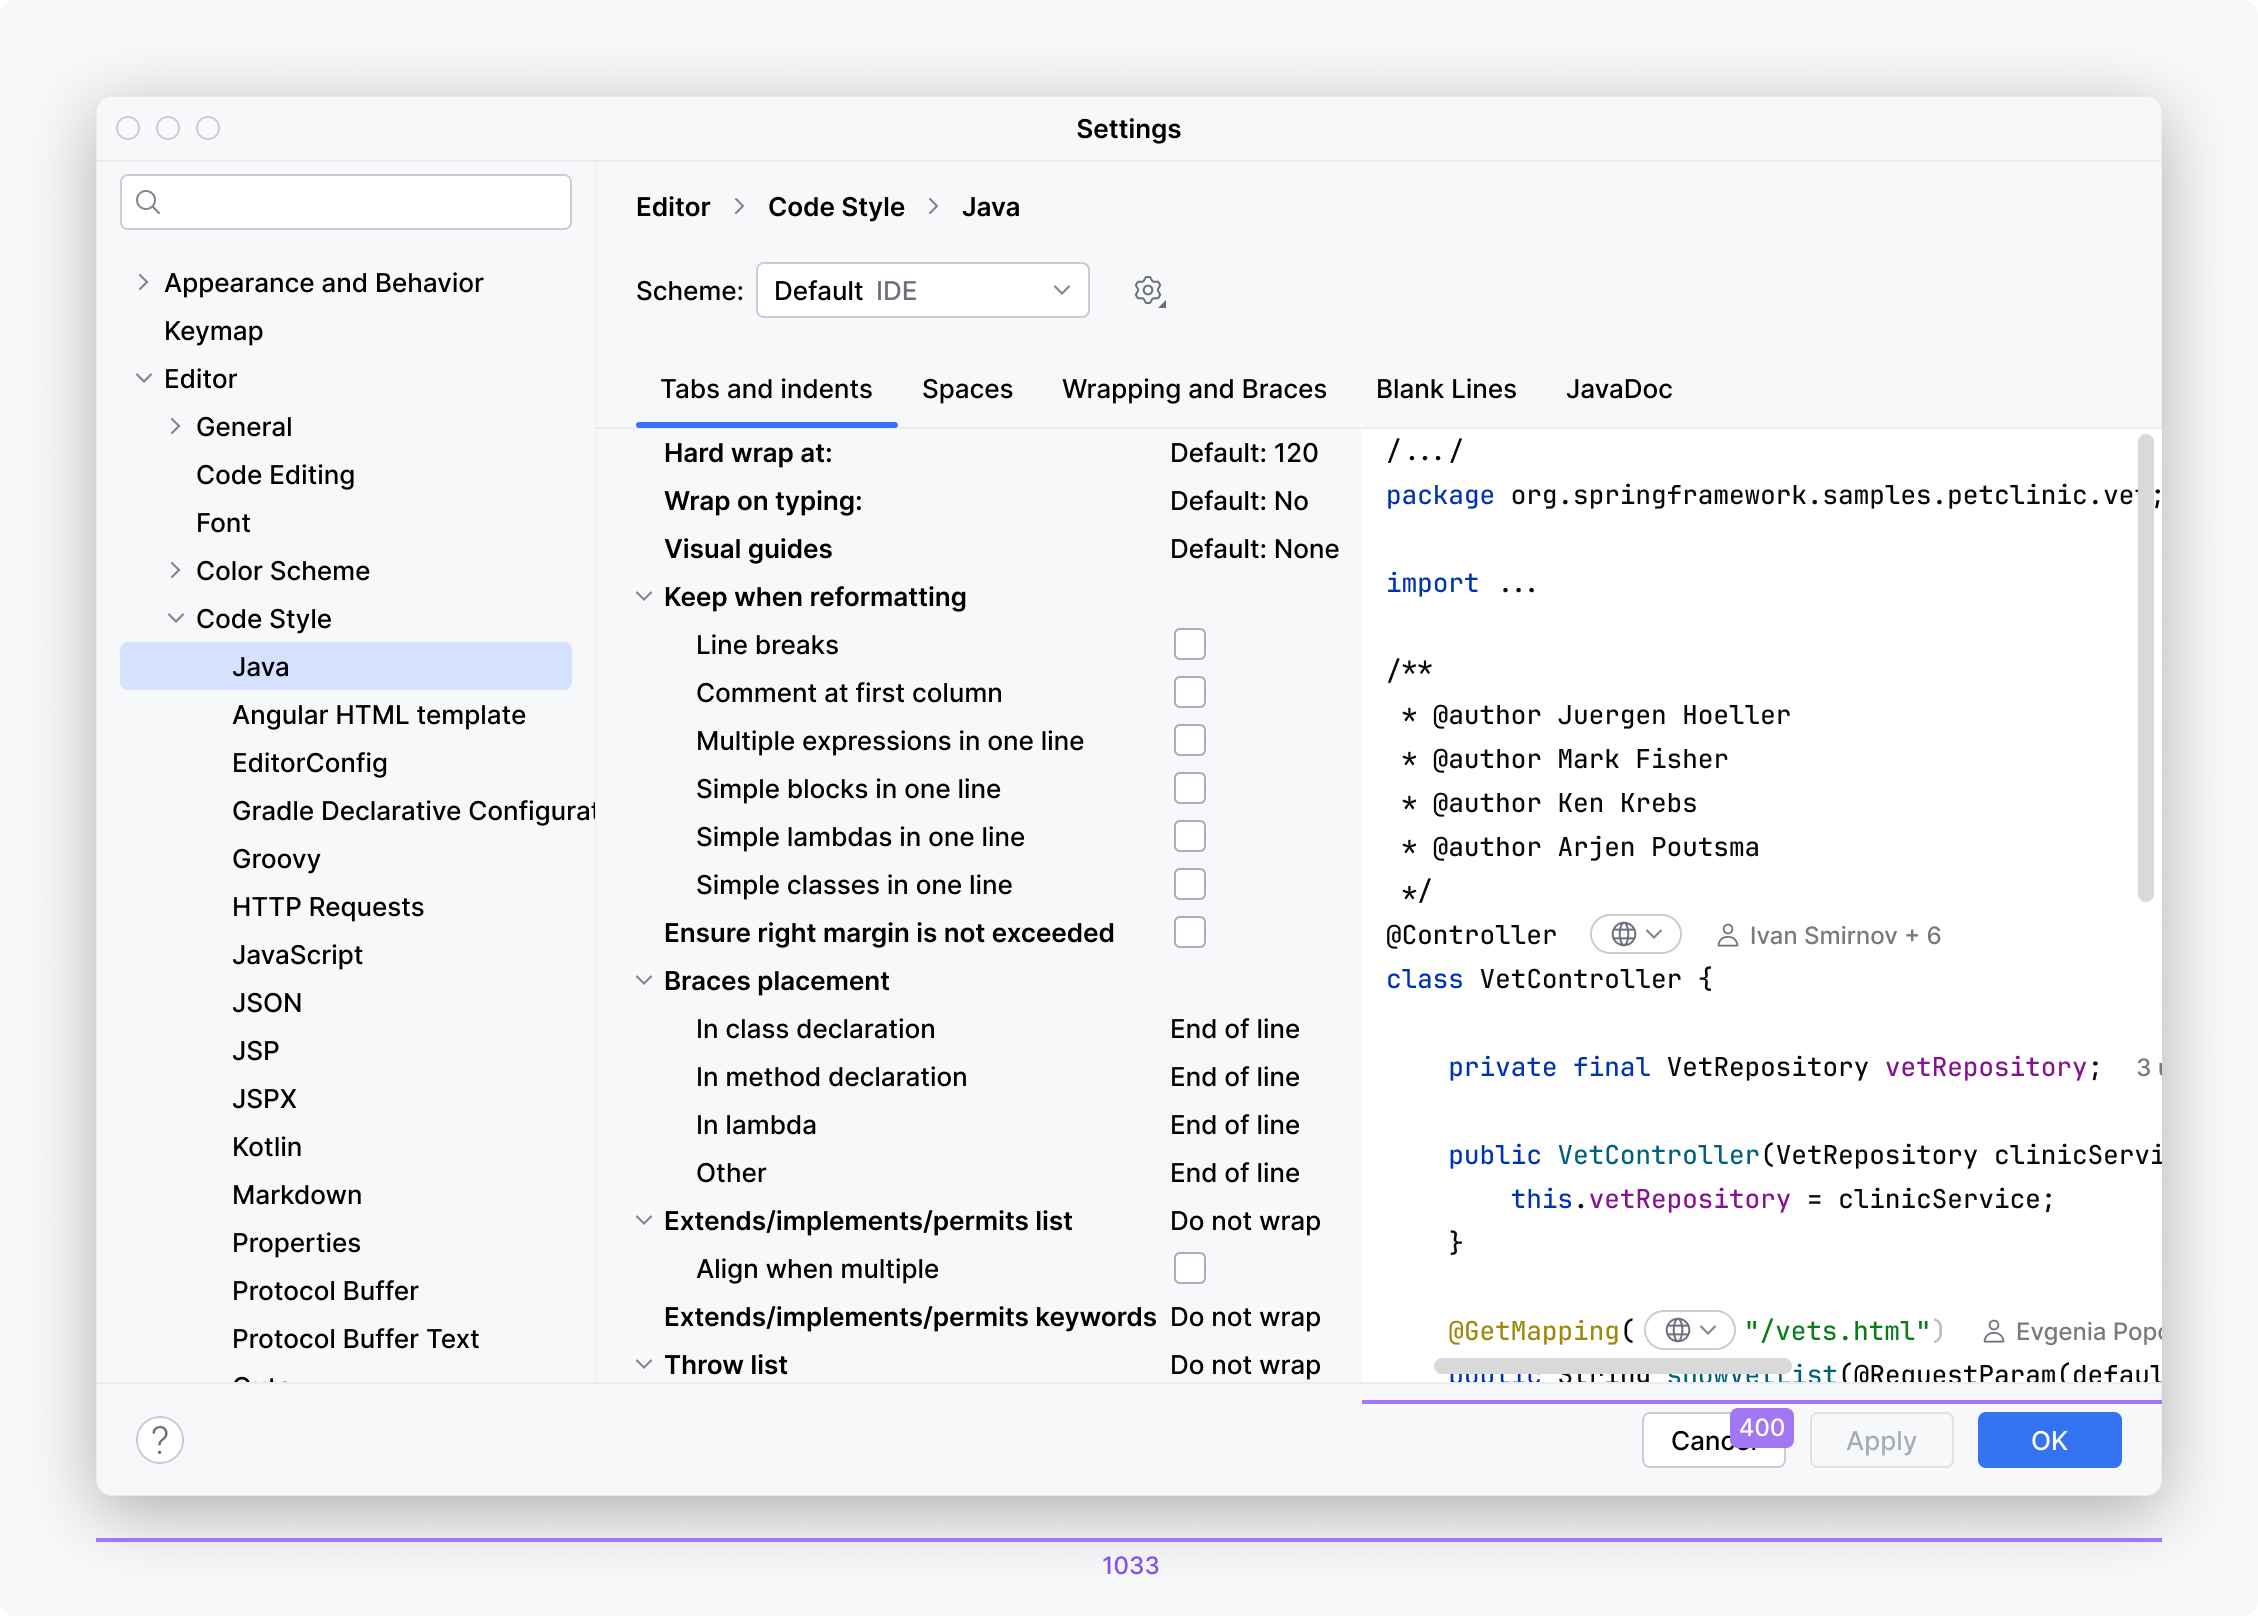 Settings
Appearance and Behavior
Keymap
Editor
General
Code Editing
Font
Color Scheme
Code Style
Java
Angular HTML template
EditorConfig
Gradle Declarative Configurat
Groovy
HTTP Requests
JavaScript
JSON
JSP
JSPX
Kotlin
Markdown
Properties
Protocol Buffer
Protocol Buffer Text
Editor > Code Style > Java
Scheme: Default IDE
Tabs and indents Spaces Wrapping and Braces Blank Lines JavaDoc
Hard wrap at: Default: 120
Wrap on typing: Default: No
Visual guides Default: None
Keep when reformatting
Line breaks
Comment at first column
Multiple expressions in one line
Simple blocks in one line
Simple lambdas in one line
Simple classes in one line
Ensure right margin is not exceeded
Braces placement
In class declaration End of line
In method declaration End of line
In lambda End of line
Other End of line
Extends/implements/permits list Do not wrap
Align when multiple
Extends/implements/permits keywords Do not wrap
Throw list Do not wrap
/.../
package org.springframework.samples.petclinic.vet;
import ...
/**
* @author Juergen Hoeller
* @author Mark Fisher
* @author Ken Krebs
* @author Arjen Poutsma
*/
@Controller Ivan Smirnov + 6
class VetController {
private final VetRepository vetRepository; 3
public VetController(VetRepository clinicServi
this.vetRepository = clinicService;
}
@GetMapping( "/vets.html") Evgenia Pop
public String showVetList(@RequestParam(defaul
? Cancel Apply OK
400
1033